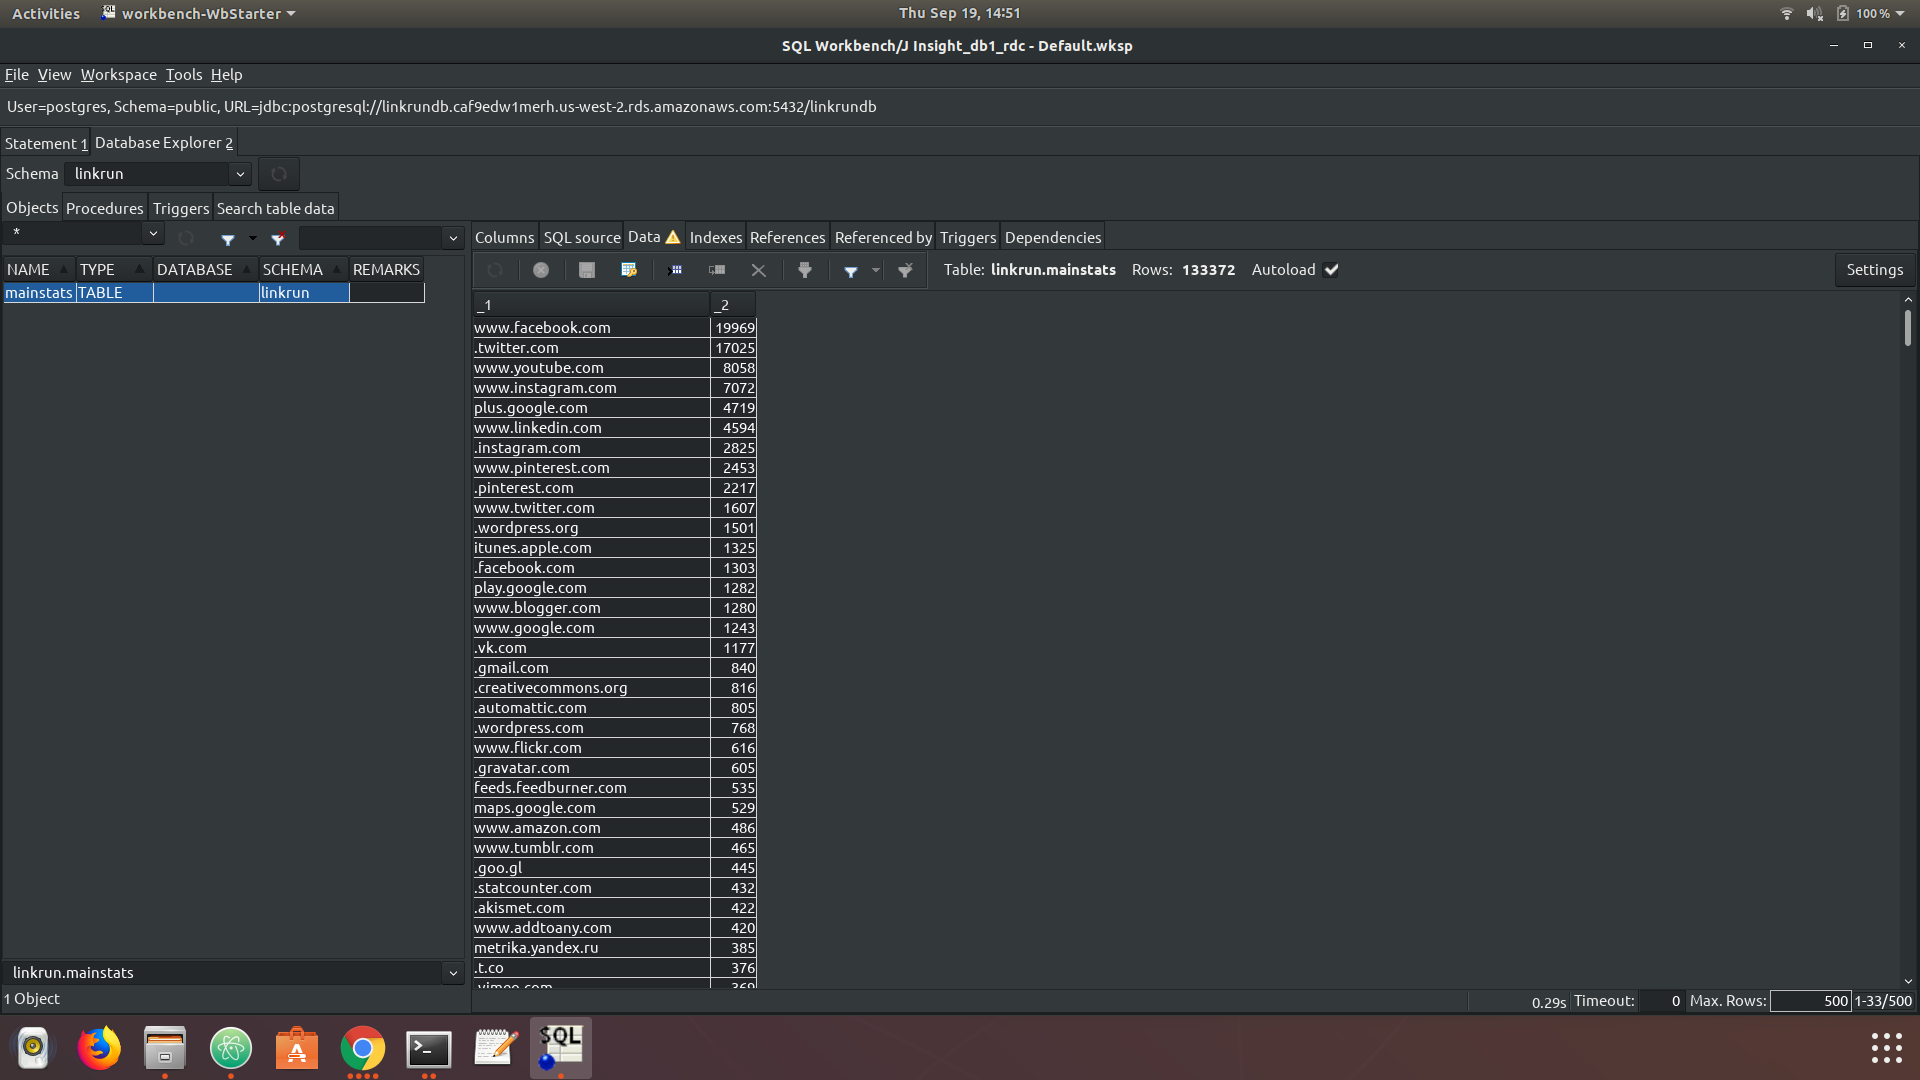 Activities workbench-WbStarter Thu Sep 19, 14:51 100 %
SQL Workbench/J Insight_db1_rdc - Default.wksp
File View Workspace Tools Help
User=postgres, Schema=public, URL=jdbc:postgresql://linkrundb.caf9edw1merh.us-west-2.rds.amazonaws.com:5432/linkrundb
Statement 1 Database Explorer 2
Schema linkrun
Objects Procedures Triggers Search table data
*
NAME TYPE DATABASE SCHEMA REMARKS
mainstats TABLE linkrun
Columns SQL source Data Indexes References Referenced by Triggers Dependencies
Table: linkrun.mainstats Rows: 133372 Autoload Settings
_1 _2
www.facebook.com 19969
.twitter.com 17025
www.youtube.com 8058
www.instagram.com 7072
plus.google.com 4719
www.linkedin.com 4594
.instagram.com 2825
www.pinterest.com 2453
.pinterest.com 2217
www.twitter.com 1607
.wordpress.org 1501
itunes.apple.com 1325
.facebook.com 1303
play.google.com 1282
www.blogger.com 1280
www.google.com 1243
.vk.com 1177
.gmail.com 840
.creativecommons.org 816
.automattic.com 805
.wordpress.com 768
www.flickr.com 616
.gravatar.com 605
feeds.feedburner.com 535
maps.google.com 529
www.amazon.com 486
www.tumblr.com 465
.goo.gl 445
.statcounter.com 432
.akismet.com 422
www.addtoany.com 420
metrika.yandex.ru 385
.t.co 376
.vimeo.com 369
linkrun.mainstats
1 Object
0.29s Timeout: 0 Max. Rows: 500 1-33/500
SQL